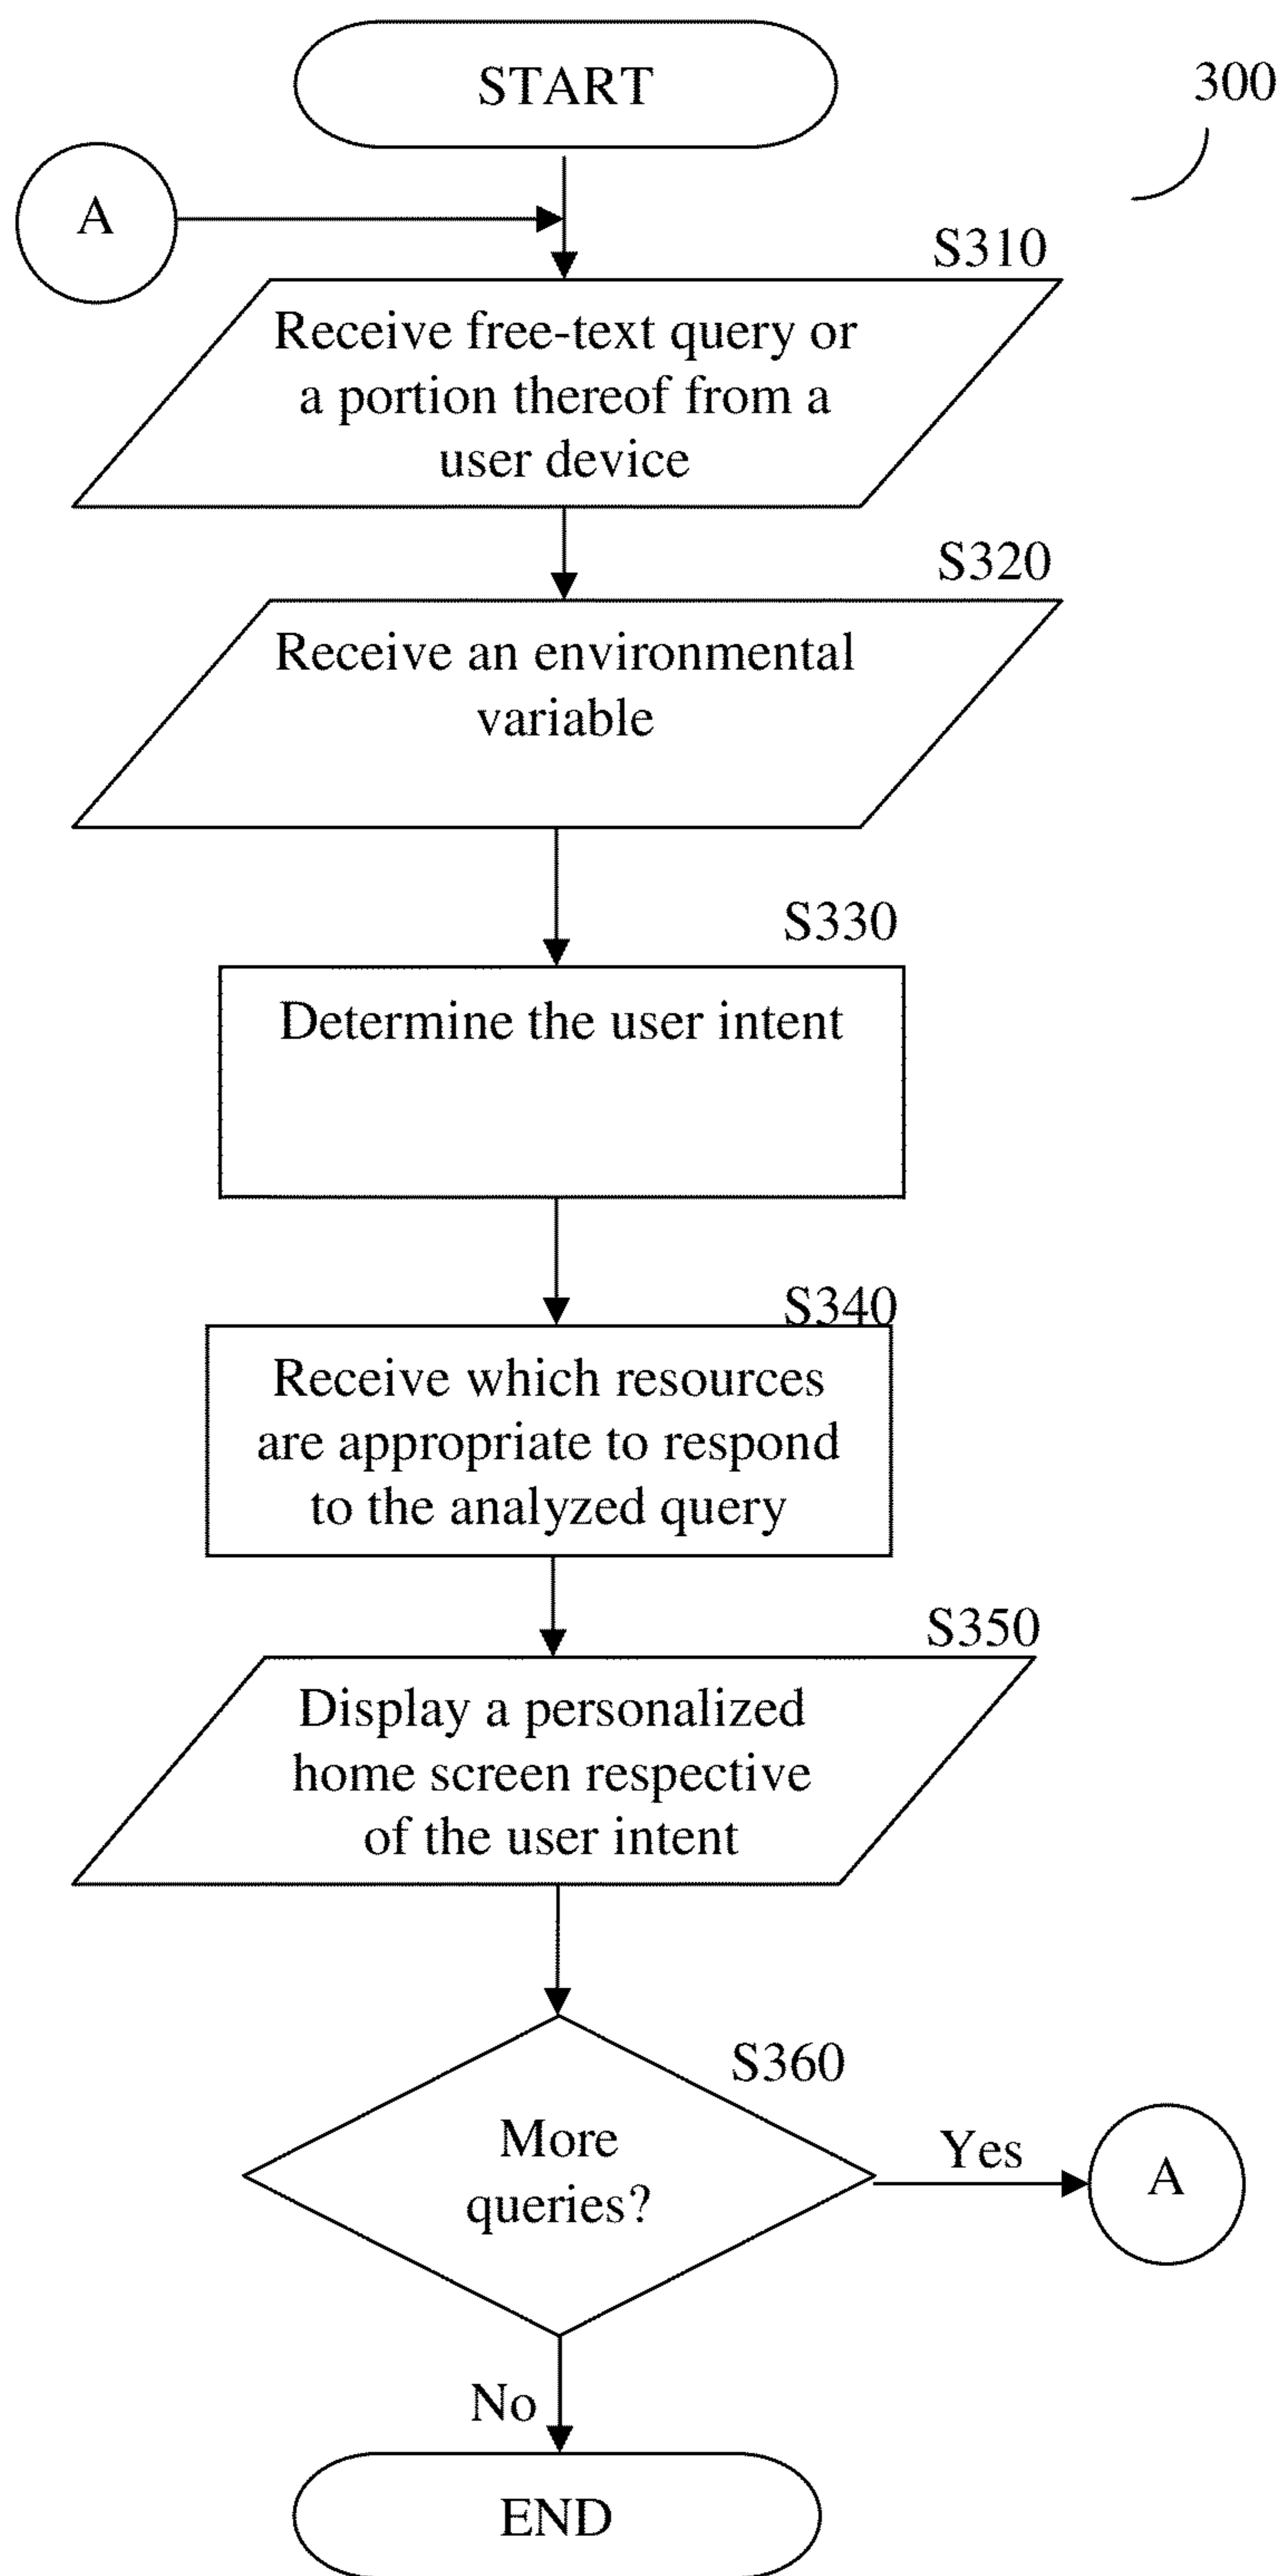 START
300
A
S310
Receive free-text query or
a portion thereof from a
user device
S320
Receive an environmental
variable
S330
Determine the user intent
S340
Receive which resources
are appropriate to respond
to the analyzed query
S350
Display a personalized
home screen respective
of the user intent
S360
More
queries?
Yes
A
No
END